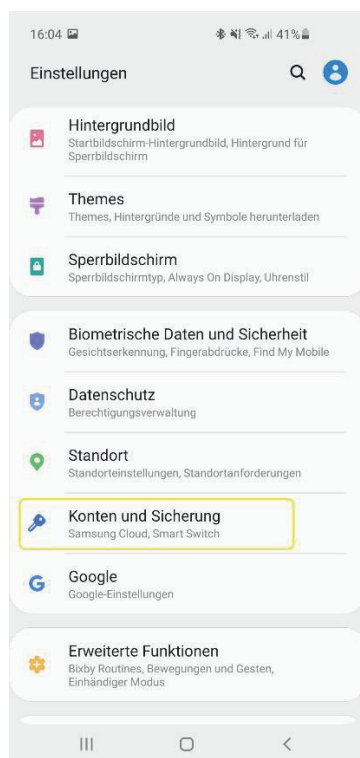 16:04 41%
Einstellungen
Hintergrundbild
Startbildschirm-Hintergrundbild, Hintergrund für
Sperrbildschirm
Themes
Themes, Hintergründe und Symbole herunterladen
Sperrbildschirm
Sperrbildschirmtyp, Always On Display, Uhrenstil
Biometrische Daten und Sicherheit
Gesichtserkennung, Fingerabdrücke, Find My Mobile
Datenschutz
Berechtigungsverwaltung
Standort
Standorteinstellungen, Standortanforderungen
Konten und Sicherung
Samsung Cloud, Smart Switch
Google
Google-Einstellungen
Erweiterte Funktionen
Bixby Routines, Bewegungen und Gesten,
Einhändiger Modus